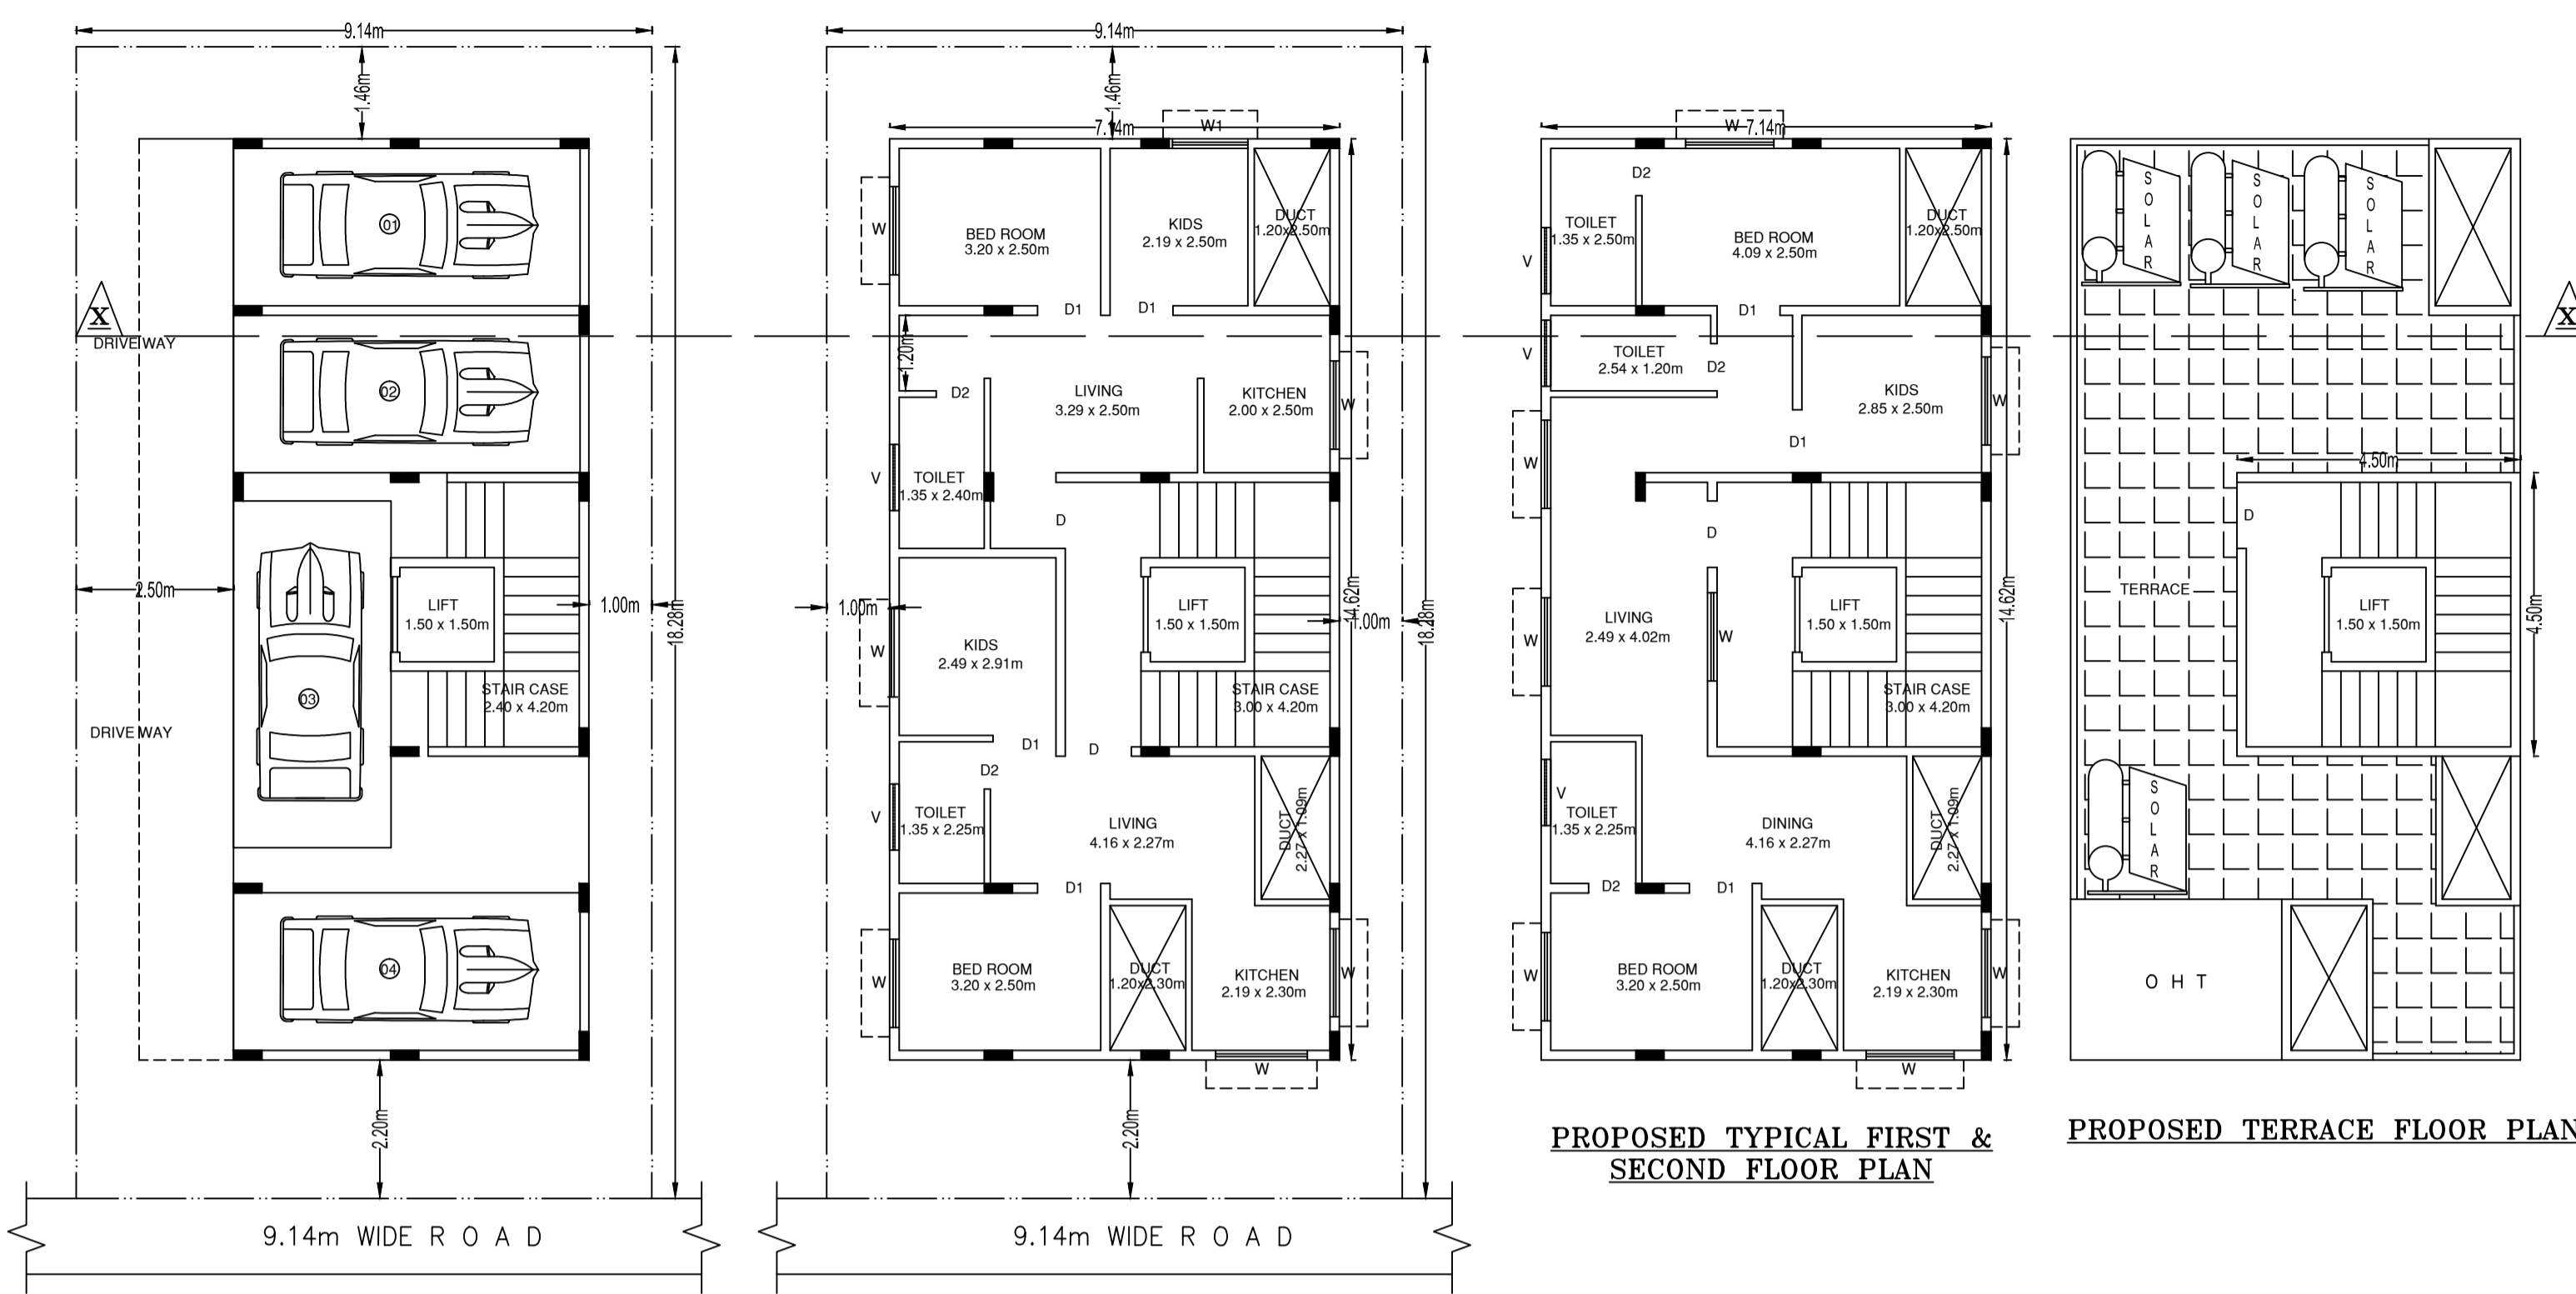 9.14m
1.46m
01
X
DRIVE WAY
02
2.50m
LIFT
1.50 x 1.50m
1.00m
18.28m
STAIR CASE
2.40 x 4.20m
03
DRIVE WAY
04
2.20m
9.14m WIDE R O A D
9.14m
1.46m
7.14m
W1
W
BED ROOM
3.20 x 2.50m
KIDS
2.19 x 2.50m
DUCT
1.20x2.50m
D1
D1
1.20m
D2
LIVING
3.29 x 2.50m
KITCHEN
2.00 x 2.50m
W
V
TOILET
1.35 x 2.40m
D
1.00m
W
KIDS
2.49 x 2.91m
LIFT
1.50 x 1.50m
14.62m
1.00m
18.28m
STAIR CASE
3.00 x 4.20m
D1
D
D2
V
TOILET
1.35 x 2.25m
LIVING
4.16 x 2.27m
DUCT
2.27 x 1.09m
D1
W
BED ROOM
3.20 x 2.50m
DUCT
1.20x2.30m
KITCHEN
2.19 x 2.30m
W
W
2.20m
9.14m WIDE R O A D
W
7.14m
D2
TOILET
1.35 x 2.50m
V
BED ROOM
4.09 x 2.50m
DUCT
1.20x2.50m
D1
V
TOILET
2.54 x 1.20m
D2
KIDS
2.85 x 2.50m
W
D1
W
D
LIVING
2.49 x 4.02m
W
W
LIFT
1.50 x 1.50m
14.62m
STAIR CASE
3.00 x 4.20m
V
TOILET
1.35 x 2.25m
DINING
4.16 x 2.27m
DUCT
2.27 x 1.09m
D2
D1
W
BED ROOM
3.20 x 2.50m
DUCT
1.20x2.30m
KITCHEN
2.19 x 2.30m
W
W
PROPOSED TYPICAL FIRST &
SECOND FLOOR PLAN
SOLAR
SOLAR
SOLAR
X
4.50m
D
TERRACE
LIFT
1.50 x 1.50m
4.50m
SOLAR
O H T
PROPOSED TERRACE FLOOR PLAN